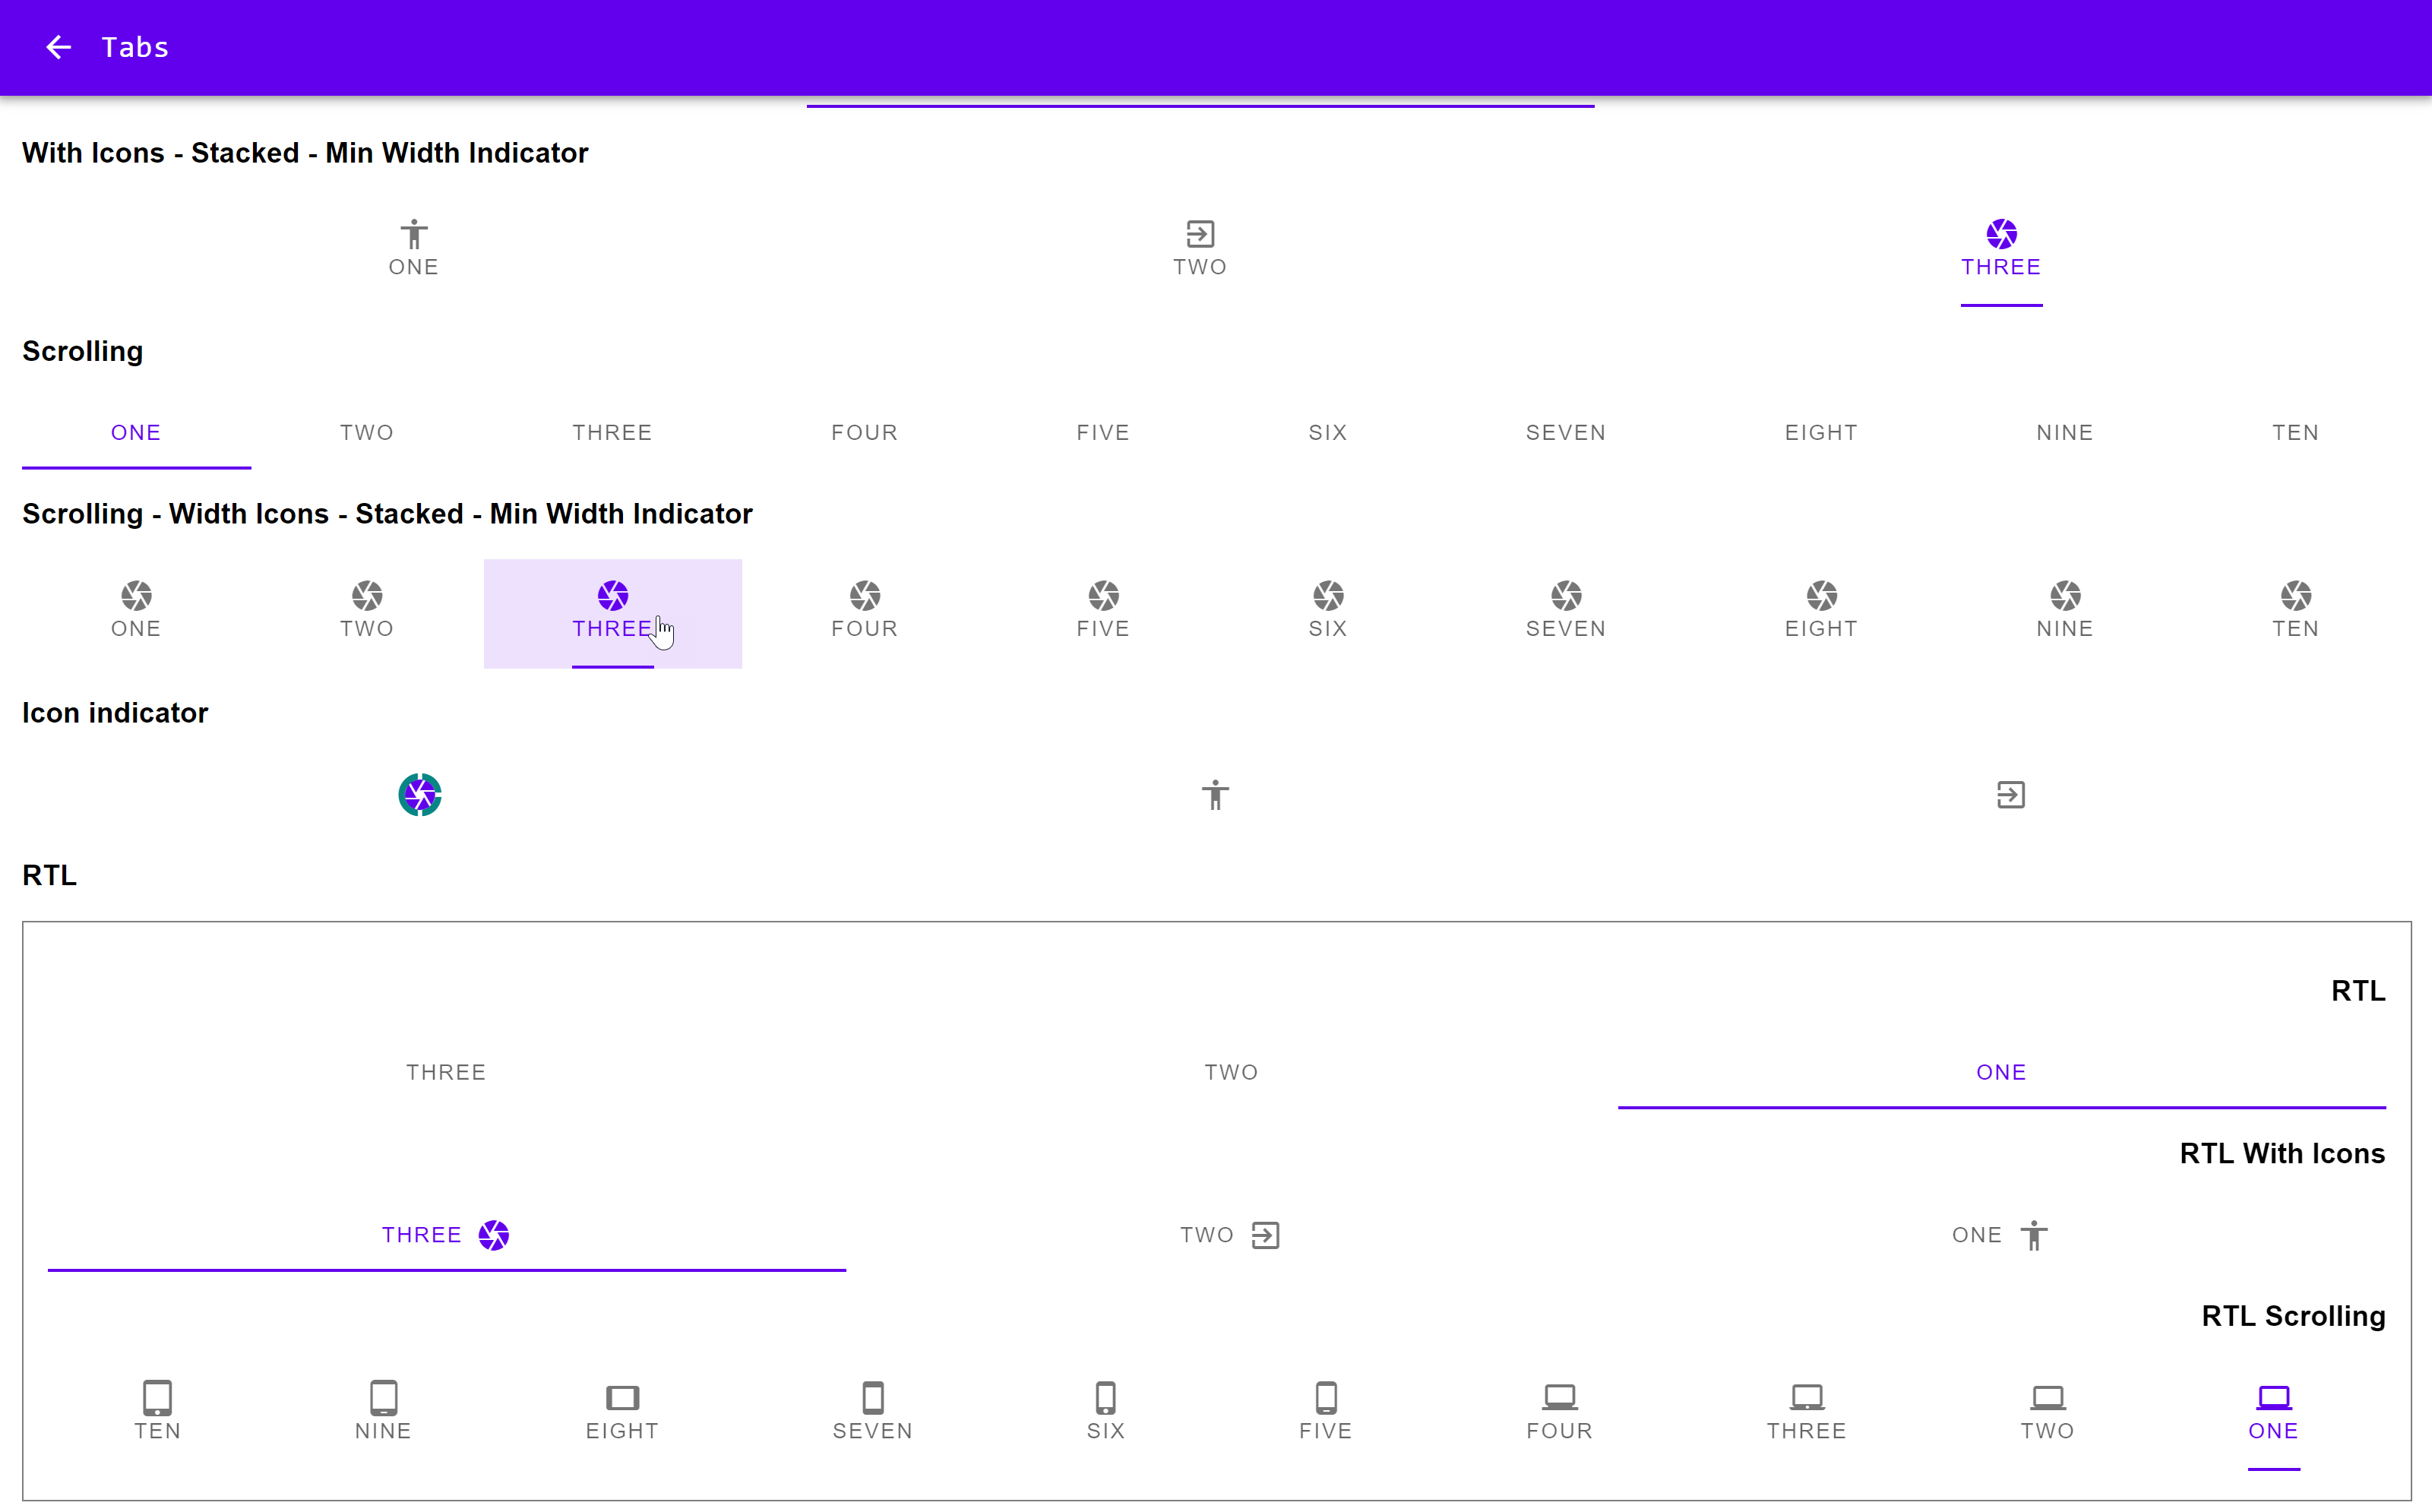 Tabs
With Icons - Stacked - Min Width Indicator
ONE TWO THREE
Scrolling
ONE TWO THREE FOUR FIVE SIX SEVEN EIGHT NINE TEN
Scrolling - Width Icons - Stacked - Min Width Indicator
ONE TWO THREE FOUR FIVE SIX SEVEN EIGHT NINE TEN
Icon indicator
RTL
RTL
THREE TWO ONE
RTL With Icons
THREE TWO ONE
RTL Scrolling
TEN NINE EIGHT SEVEN SIX FIVE FOUR THREE TWO ONE